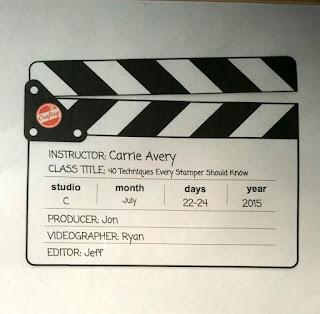 Craftsy
INSTRUCTOR: Carrie Avery
CLASS TITLE: 40 Techniques Every Stamper Should Know
studio month days year
C July 22-24 2015
PRODUCER: Jon
VIDEOGRAPHER: Ryan
EDITOR: Jeff